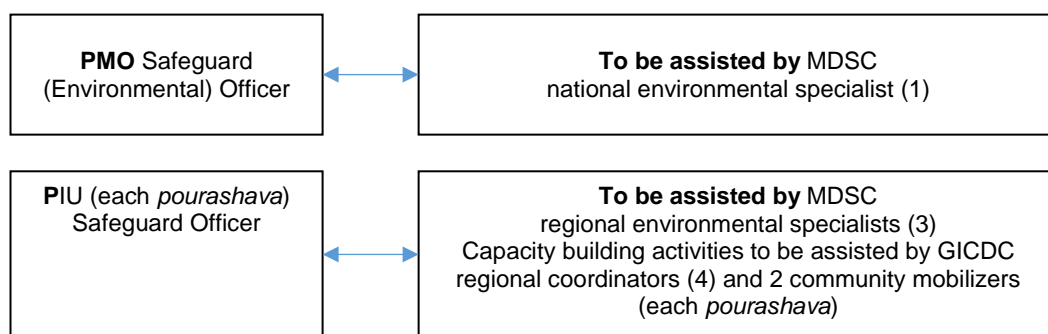 PMO Safeguard
(Environmental) Officer
To be assisted by MDSC
national environmental specialist (1)
PIU (each pourashava)
Safeguard Officer
To be assisted by MDSC
regional environmental specialists (3)
Capacity building activities to be assisted by GICDC
regional coordinators (4) and 2 community mobilizers
(each pourashava)